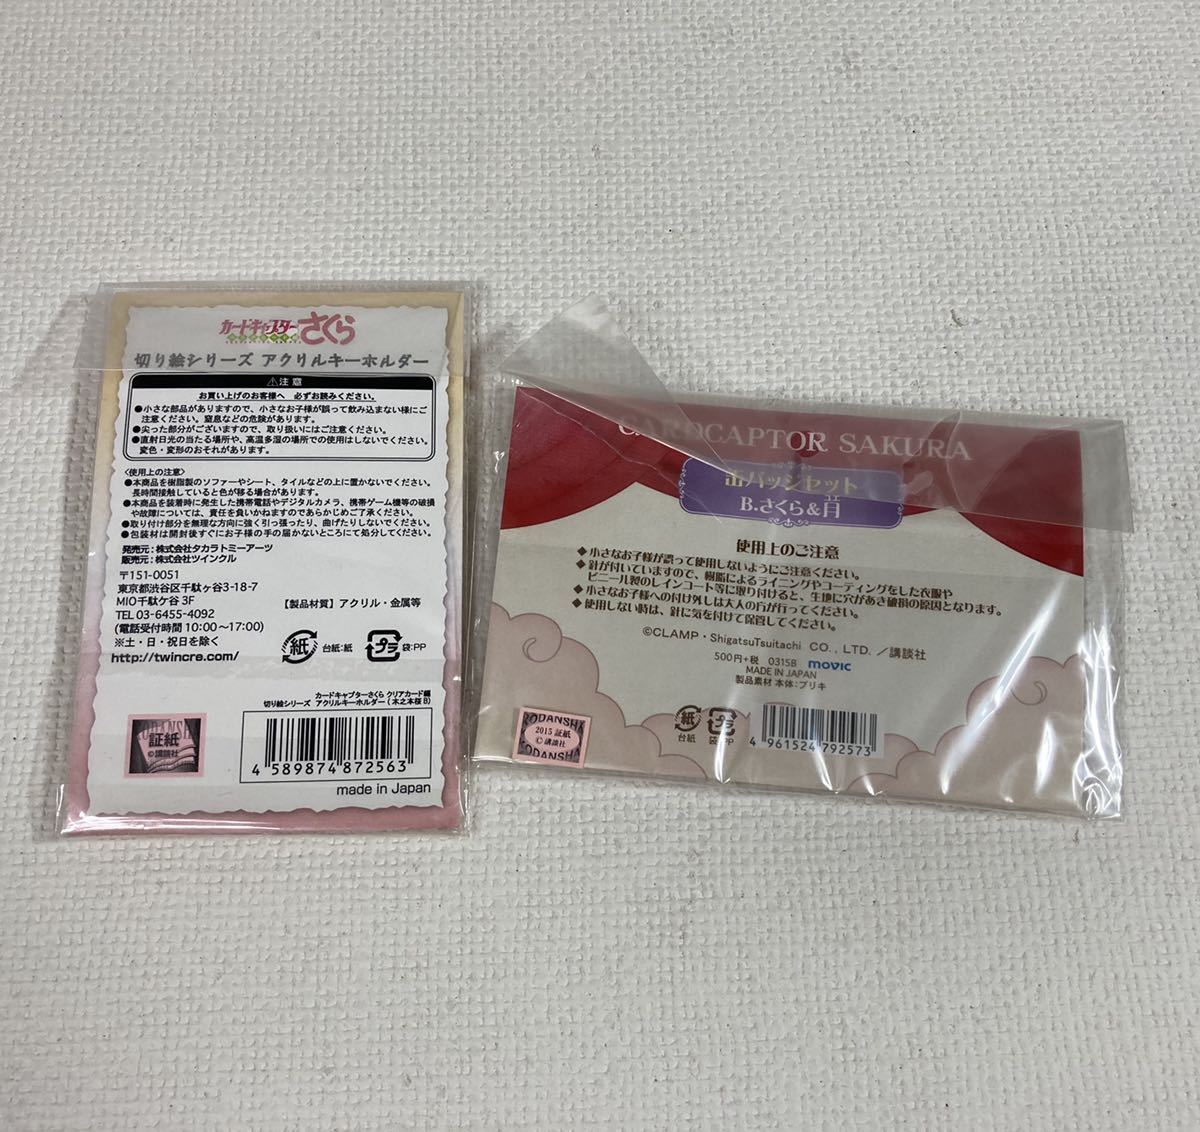 カードキャプターさくら
切り絵シリーズ アクリルキーホルダー
⚠注 意
お買い上げのお客様へ 必ずお読みください。
●小さな部品がありますので、小さなお子様が誤って飲み込まない様にご
注意ください。窒息などの危険があります。
●尖った部分がございますので、取り扱いにはご注意ください。
●直射日光の当たる場所や、高温多湿の場所での使用はしないでください。
変色・変形のおそれがあります。
〈使用上の注意〉
●本商品を樹脂製のソファーやシート、タイルなどの上に置かないでください。
長時間接触していると色が移る場合があります。
●本商品を装着時に発生した携帯電話やデジタルカメラ、携帯ゲーム機等の破損
や故障については、責任を負いかねますのであらかじめご了承ください。
●取り付け部分を無理な方向に強く引っ張ったり、曲げたりしないでください。
●包装材は開封後すぐにお子様の手の届かないところにて処分してください。
発売元：株式会社タカラトミーアーツ
販売元：株式会社ツインクル
〒151-0051
東京都渋谷区千駄ヶ谷3-18-7
MIO千駄ケ谷 3F
TEL 03-6455-4092
(電話受付時間 10:00〜17:00)
※土・日・祝日を除く
http://twincre.com/
【製品材質】アクリル・金属等
紙 台紙:紙 プラ 袋:PP
カードキャプターさくら クリアカード編
切り絵シリーズ アクリルキーホルダー(木之本桜 B)
KODANSHA
証紙
©講談社
4 589874 872563
made in Japan
CARDCAPTOR SAKURA
缶バッジセット
B.さくら&月
使用上のご注意
◆小さなお子様が誤って使用しないようにご注意ください。
◆針が付いていますので、樹脂によるライニングやコーティングをした衣服や
ビニール製のレインコート等に取り付けると、生地に穴があき破損の原因となります。
◆小さなお子様への付け外しは大人の方が行ってください。
◆使用しない時は、針に気を付けて保管してください。
©CLAMP・ShigatsuTsuitachi CO., LTD. ／講談社
500円+税 0315B movic
MADE IN JAPAN
製品素材 本体：ブリキ
紙 台紙 プラ 袋:PP
KODANSHA
2015 証紙
©講談社
KODANSHA
4 961524 792573